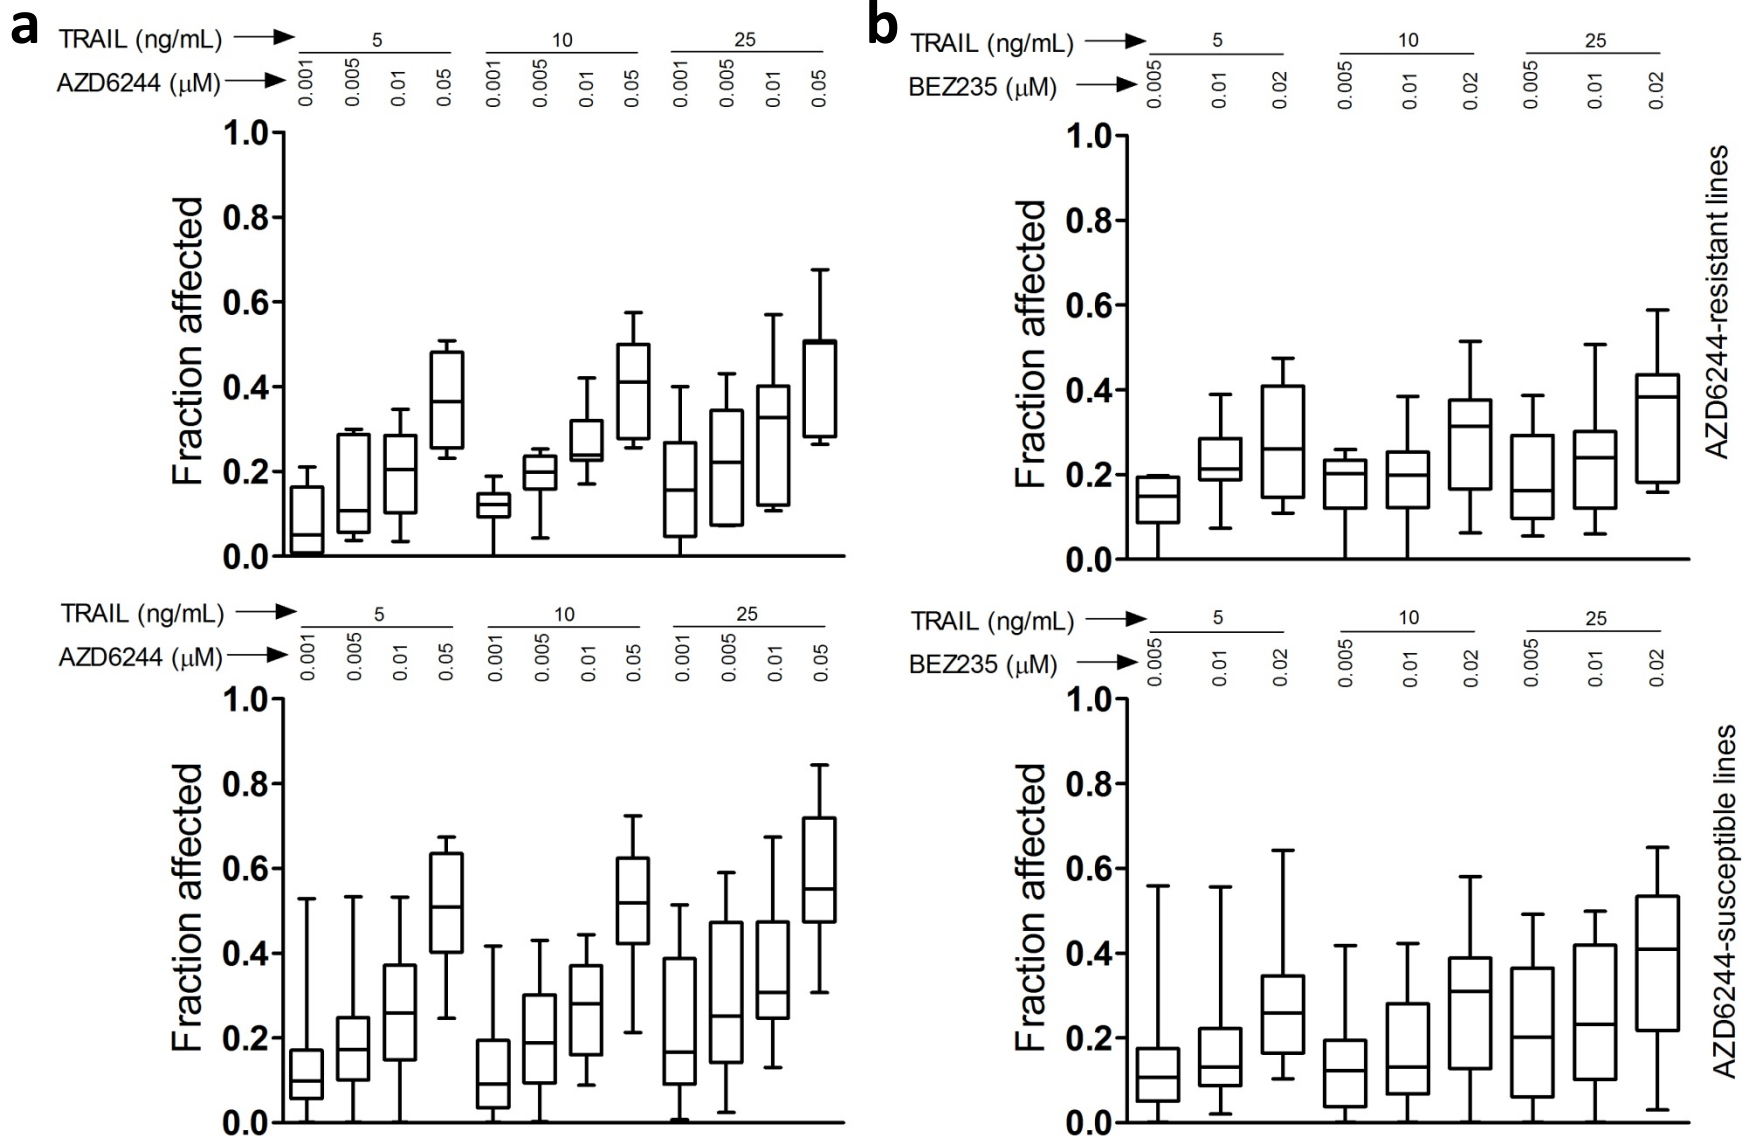 a
TRAIL (ng/mL)
5 10 25
AZD6244 (µM)
0.001 0.005 0.01 0.05 0.001 0.005 0.01 0.05 0.001 0.005 0.01 0.05
Fraction affected
1.0
0.8
0.6
0.4
0.2
0.0
b
TRAIL (ng/mL)
5 10 25
BEZ235 (µM)
0.005 0.01 0.02 0.005 0.01 0.02 0.005 0.01 0.02
Fraction affected
1.0
0.8
0.6
0.4
0.2
0.0
AZD6244-resistant lines
TRAIL (ng/mL)
5 10 25
AZD6244 (µM)
0.001 0.005 0.01 0.05 0.001 0.005 0.01 0.05 0.001 0.005 0.01 0.05
Fraction affected
1.0
0.8
0.6
0.4
0.2
0.0
TRAIL (ng/mL)
5 10 25
BEZ235 (µM)
0.005 0.01 0.02 0.005 0.01 0.02 0.005 0.01 0.02
Fraction affected
1.0
0.8
0.6
0.4
0.2
0.0
AZD6244-susceptible lines